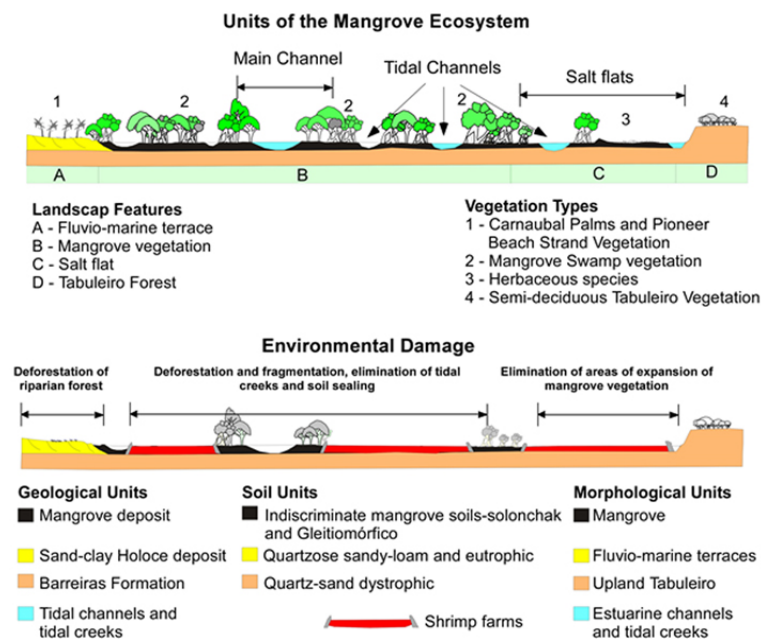 Units of the Mangrove Ecosystem
Main Channel
Tidal Channels
Salt flats
1
2
2
2
3
4
A
B
C
D
Landscap Features
A - Fluvio-marine terrace
B - Mangrove vegetation
C - Salt flat
D - Tabuleiro Forest
Vegetation Types
1 - Carnaubal Palms and Pioneer
Beach Strand Vegetation
2 - Mangrove Swamp vegetation
3 - Herbaceous species
4 - Semi-deciduous Tabuleiro Vegetation
Environmental Damage
Deforestation of
riparian forest
Deforestation and fragmentation, elimination of tidal
creeks and soil sealing
Elimination of areas of expansion of
mangrove vegetation
Geological Units
Mangrove deposit
Sand-clay Holoce deposit
Barreiras Formation
Tidal channels and
tidal creeks
Soil Units
Indiscriminate mangrove soils-solonchak
and Gleitiomórfico
Quartzose sandy-loam and eutrophic
Quartz-sand dystrophic
Shrimp farms
Morphological Units
Mangrove
Fluvio-marine terraces
Upland Tabuleiro
Estuarine channels
and tidal creeks